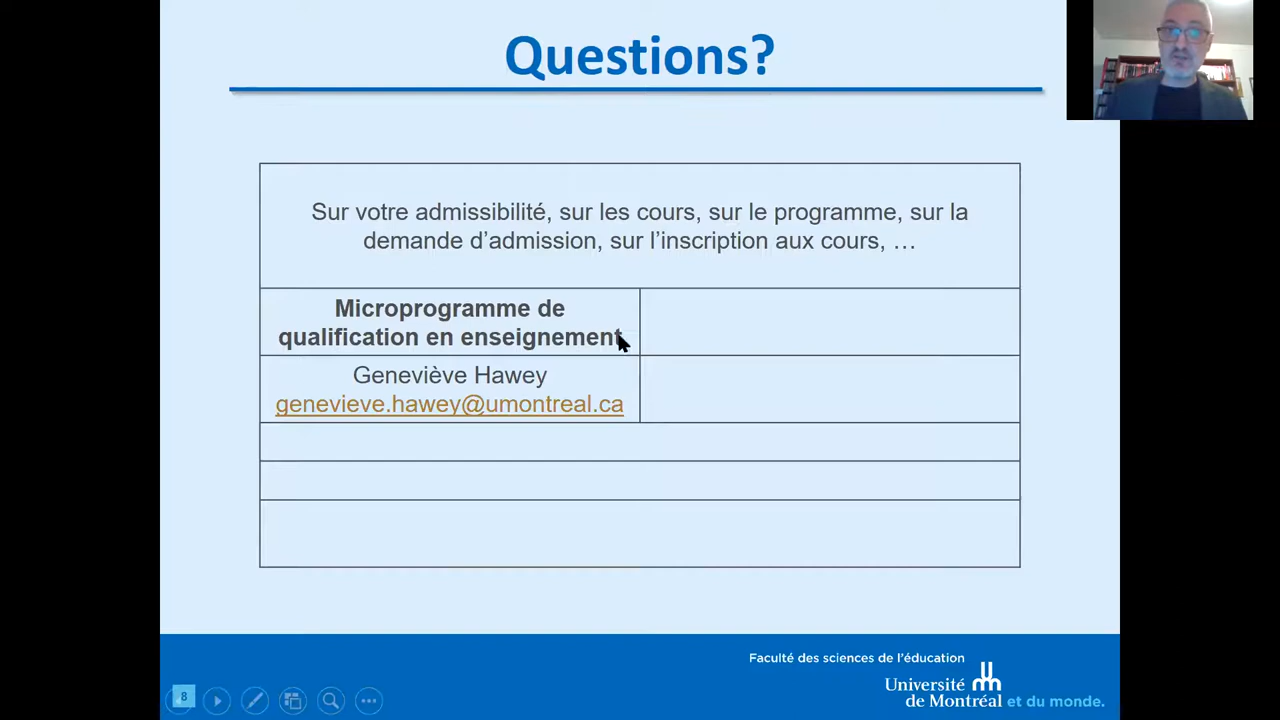 Questions?
Sur votre admissibilité, sur les cours, sur le programme, sur la
demande d’admission, sur l’inscription aux cours, …
Microprogramme de
qualification en enseignement
Geneviève Hawey
genevieve.hawey@umontreal.ca
Faculté des sciences de l’éducation
Université
de Montréal et du monde.
8